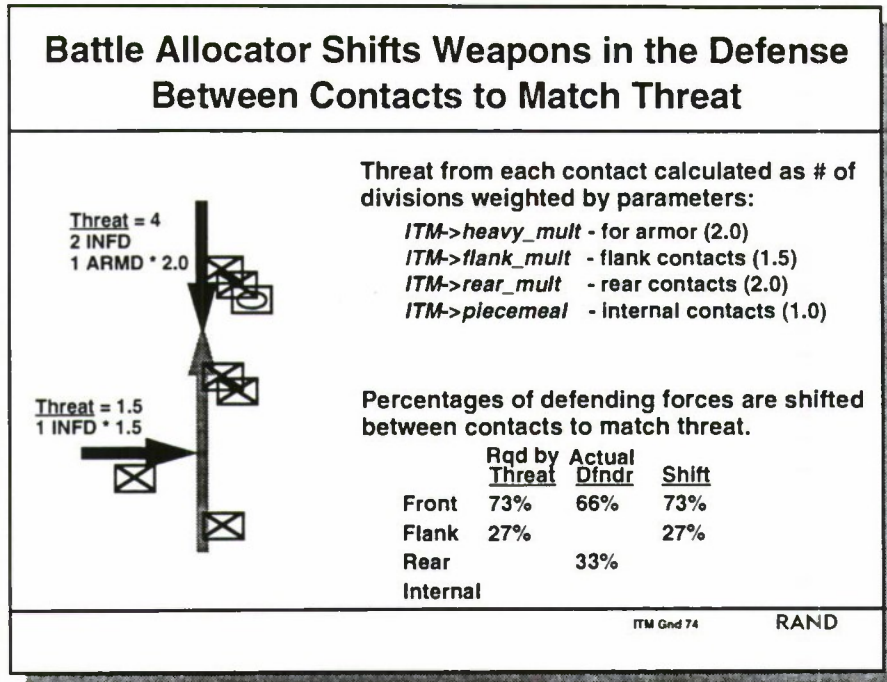 Battle Allocator Shifts Weapons in the Defense
Between Contacts to Match Threat
Threat = 4
2 INFD
1 ARMD * 2.0
Threat = 1.5
1 INFD * 1.5
Threat from each contact calculated as # of
divisions weighted by parameters:
ITM->heavy_mult - for armor (2.0)
ITM->flank_mult - flank contacts (1.5)
ITM->rear_mult - rear contacts (2.0)
ITM->piecemeal - internal contacts (1.0)
Percentages of defending forces are shifted
between contacts to match threat.
Rqd by Actual
Threat Dfndr Shift
Front 73% 66% 73%
Flank 27% 27%
Rear 33%
Internal
ITM Gnd 74 RAND